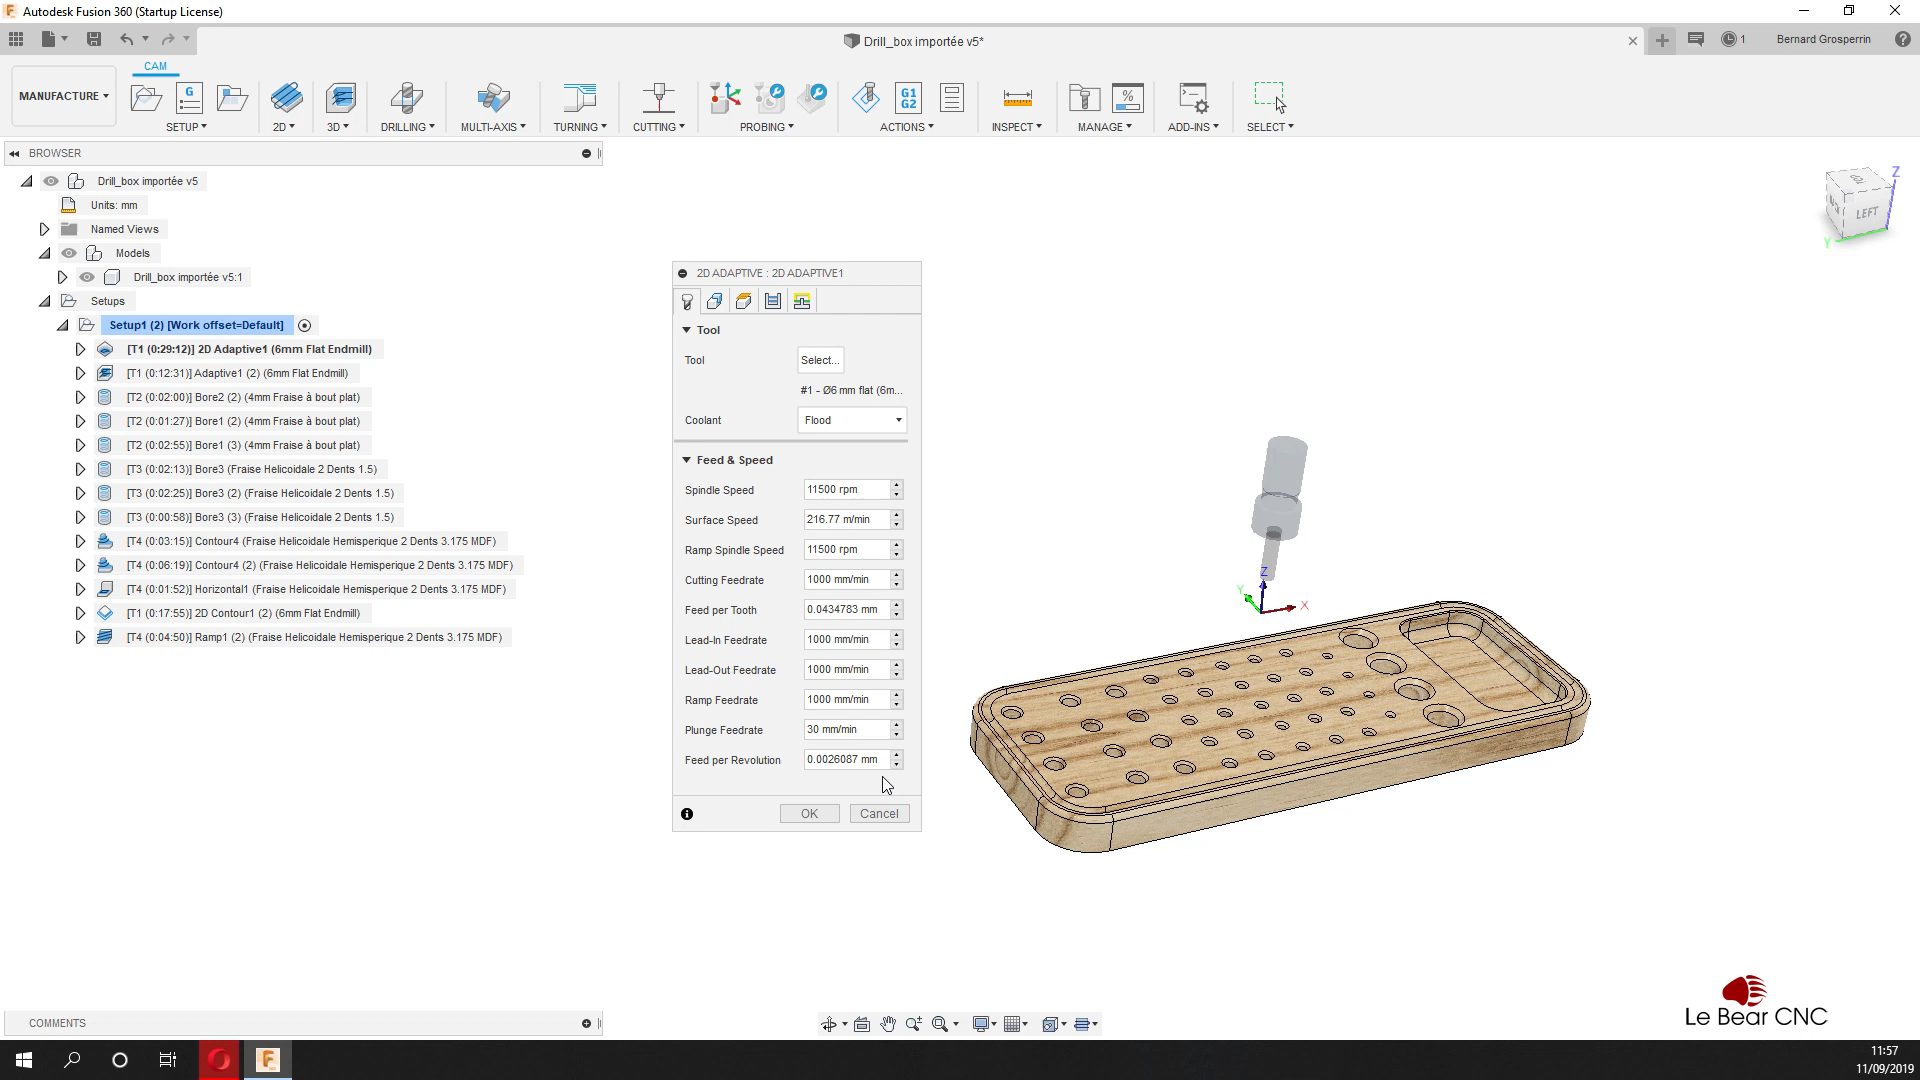 Autodesk Fusion 360 (Startup License)
Drill_box importée v5*
1
Bernard Grosperrin
MANUFACTURE
CAM
G
G1
G2
%
SETUP
2D
3D
DRILLING
MULTI-AXIS
TURNING
CUTTING
PROBING
ACTIONS
INSPECT
MANAGE
ADD-INS
SELECT
BROWSER
Drill_box importée v5
Units: mm
Named Views
Models
Drill_box importée v5:1
Setups
Setup1 (2) [Work offset=Default]
[T1 (0:29:12)] 2D Adaptive1 (6mm Flat Endmill)
[T1 (0:12:31)] Adaptive1 (2) (6mm Flat Endmill)
[T2 (0:02:00)] Bore2 (2) (4mm Fraise à bout plat)
[T2 (0:01:27)] Bore1 (2) (4mm Fraise à bout plat)
[T2 (0:02:55)] Bore1 (3) (4mm Fraise à bout plat)
[T3 (0:02:13)] Bore3 (Fraise Helicoidale 2 Dents 1.5)
[T3 (0:02:25)] Bore3 (2) (Fraise Helicoidale 2 Dents 1.5)
[T3 (0:00:58)] Bore3 (3) (Fraise Helicoidale 2 Dents 1.5)
[T4 (0:03:15)] Contour4 (Fraise Helicoidale Hemisperique 2 Dents 3.175 MDF)
[T4 (0:06:19)] Contour4 (2) (Fraise Helicoidale Hemisperique 2 Dents 3.175 MDF)
[T4 (0:01:52)] Horizontal1 (Fraise Helicoidale Hemisperique 2 Dents 3.175 MDF)
[T1 (0:17:55)] 2D Contour1 (2) (6mm Flat Endmill)
[T4 (0:04:50)] Ramp1 (2) (Fraise Helicoidale Hemisperique 2 Dents 3.175 MDF)
2D ADAPTIVE : 2D ADAPTIVE1
Tool
Tool Select...
#1 - Ø6 mm flat (6m...
Coolant Flood
Feed & Speed
Spindle Speed 11500 rpm
Surface Speed 216.77 m/min
Ramp Spindle Speed 11500 rpm
Cutting Feedrate 1000 mm/min
Feed per Tooth 0.0434783 mm
Lead-In Feedrate 1000 mm/min
Lead-Out Feedrate 1000 mm/min
Ramp Feedrate 1000 mm/min
Plunge Feedrate 30 mm/min
Feed per Revolution 0.0026087 mm
OK Cancel
Z
LEFT
Y
Z
Y
X
Le Bear CNC
COMMENTS
11:57
11/09/2019